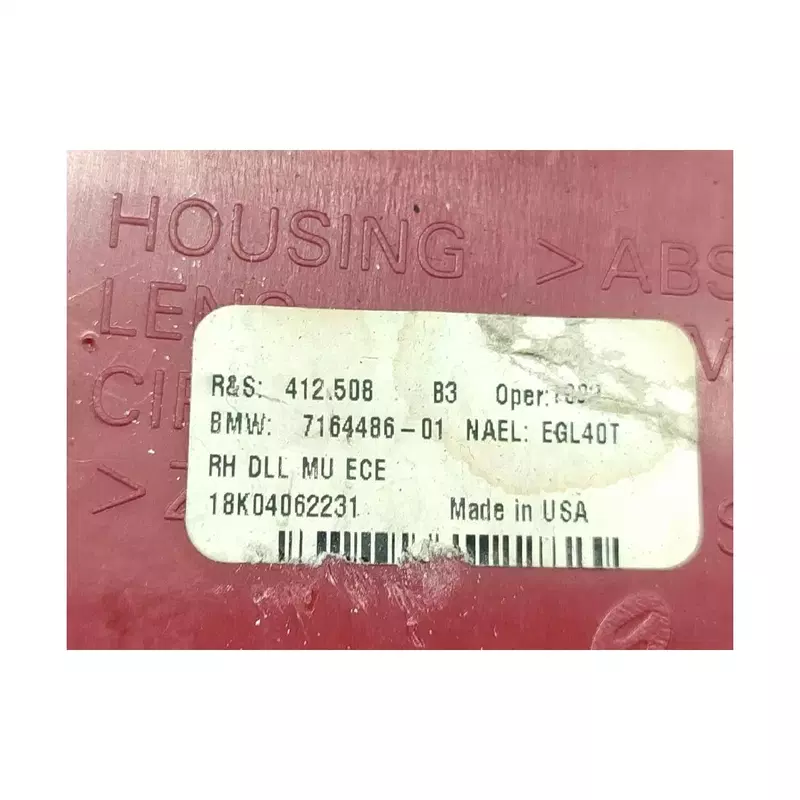 HOUSING > ABS
R&S: 412.508 B3 Oper:
BMW: 7164486-01 NAEL: EGL40T
RH DLL MU ECE
18K04062231 Made in USA